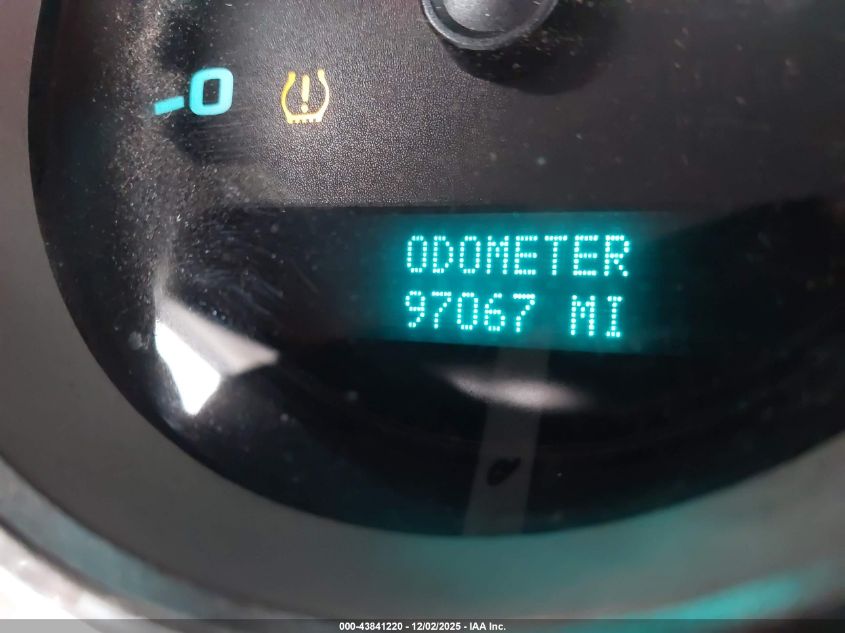 -0
ODOMETER
97067 MI
000-43841220 - 12/02/2025 - IAA Inc.